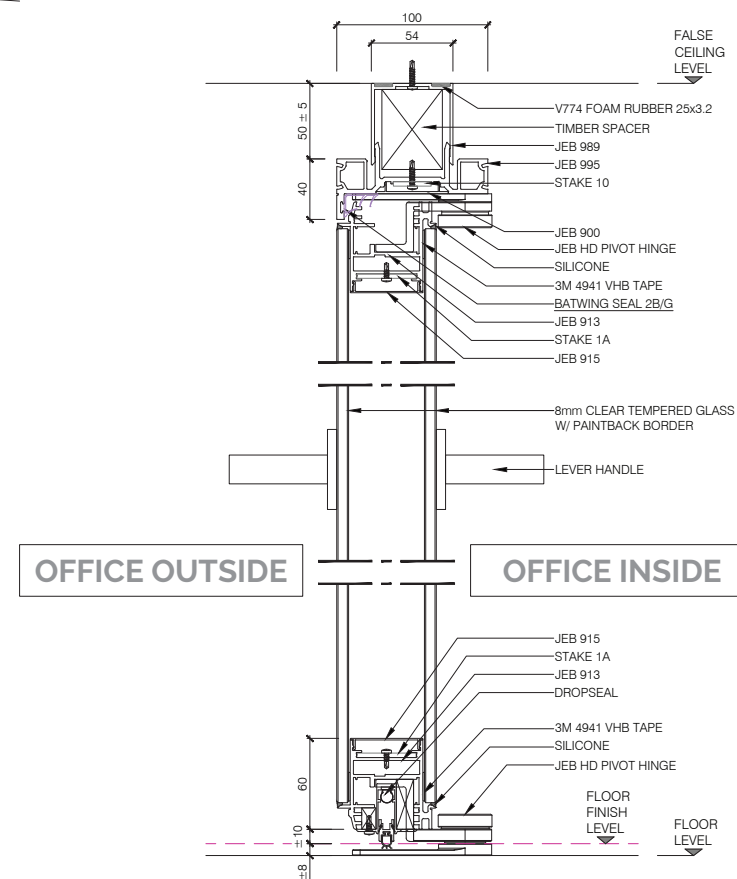 100
54
FALSE
CEILING
LEVEL
50 ± 5
V774 FOAM RUBBER 25x3.2
TIMBER SPACER
JEB 989
JEB 995
STAKE 10
40
JEB 900
JEB HD PIVOT HINGE
SILICONE
3M 4941 VHB TAPE
BATWING SEAL 2B/G
JEB 913
STAKE 1A
JEB 915
8mm CLEAR TEMPERED GLASS
W/ PAINTBACK BORDER
LEVER HANDLE
OFFICE OUTSIDE
OFFICE INSIDE
JEB 915
STAKE 1A
JEB 913
DROPSEAL
3M 4941 VHB TAPE
SILICONE
JEB HD PIVOT HINGE
60
FLOOR
FINISH
LEVEL
FLOOR
LEVEL
± 10
±8